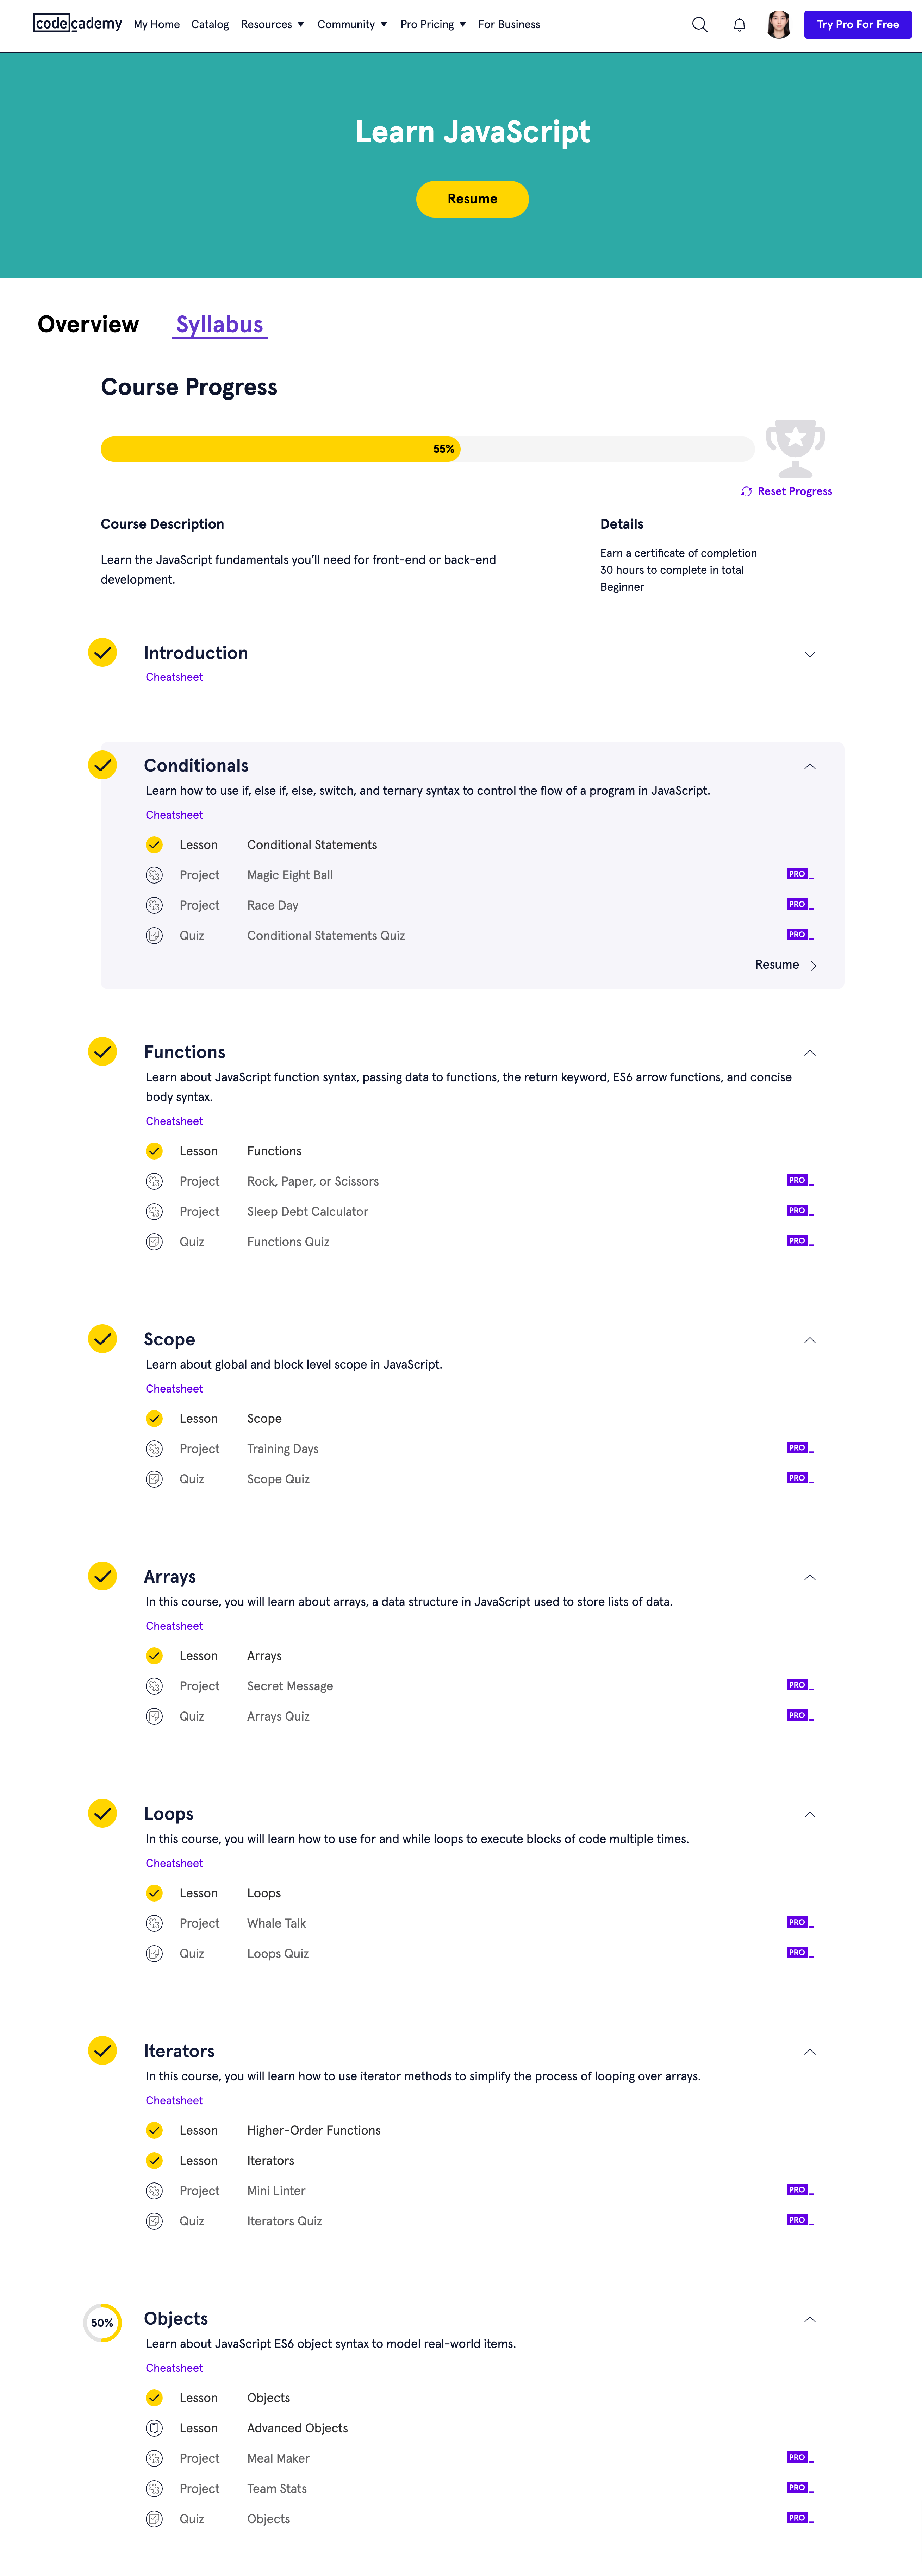 codecademy My Home Catalog Resources Community Pro Pricing For Business Try Pro For Free
Learn JavaScript
Resume
Overview Syllabus
Course Progress
55%
Reset Progress
Course Description
Learn the JavaScript fundamentals you’ll need for front-end or back-end
development.
Details
Earn a certificate of completion
30 hours to complete in total
Beginner
Introduction
Cheatsheet
Conditionals
Learn how to use if, else if, else, switch, and ternary syntax to control the flow of a program in JavaScript.
Cheatsheet
Lesson Conditional Statements
Project Magic Eight Ball PRO
Project Race Day PRO
Quiz Conditional Statements Quiz PRO
Resume
Functions
Learn about JavaScript function syntax, passing data to functions, the return keyword, ES6 arrow functions, and concise
body syntax.
Cheatsheet
Lesson Functions
Project Rock, Paper, or Scissors PRO
Project Sleep Debt Calculator PRO
Quiz Functions Quiz PRO
Scope
Learn about global and block level scope in JavaScript.
Cheatsheet
Lesson Scope
Project Training Days PRO
Quiz Scope Quiz PRO
Arrays
In this course, you will learn about arrays, a data structure in JavaScript used to store lists of data.
Cheatsheet
Lesson Arrays
Project Secret Message PRO
Quiz Arrays Quiz PRO
Loops
In this course, you will learn how to use for and while loops to execute blocks of code multiple times.
Cheatsheet
Lesson Loops
Project Whale Talk PRO
Quiz Loops Quiz PRO
Iterators
In this course, you will learn how to use iterator methods to simplify the process of looping over arrays.
Cheatsheet
Lesson Higher-Order Functions
Lesson Iterators
Project Mini Linter PRO
Quiz Iterators Quiz PRO
50% Objects
Learn about JavaScript ES6 object syntax to model real-world items.
Cheatsheet
Lesson Objects
Lesson Advanced Objects
Project Meal Maker PRO
Project Team Stats PRO
Quiz Objects PRO